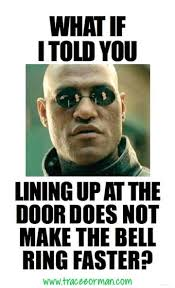 WHAT IF
I TOLD YOU
LINING UP AT THE
DOOR DOES NOT
MAKE THE BELL
RING FASTER?
www.traceeorman.com